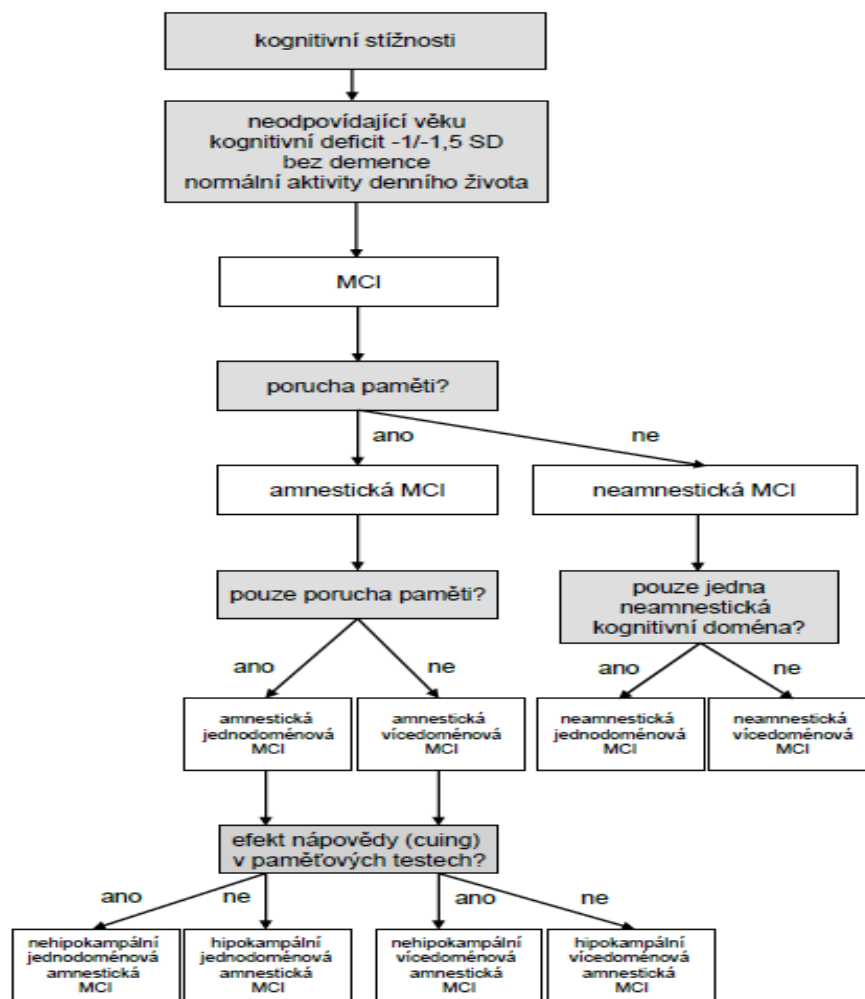 kognitivní stížnosti
neodpovídající věku
kognitivní deficit -1/-1,5 SD
bez demence
normální aktivity denního života
MCI
porucha paměti?
ano
ne
amnestická MCI
neamnestická MCI
pouze porucha paměti?
pouze jedna
neamnestická
kognitivní doména?
ano
ne
ano
ne
amnestická
jednodoménová
MCI
amnestická
vícedoménová
MCI
neamnestická
jednodoménová
MCI
neamnestická
vícedoménová
MCI
efekt nápovědy (cuing)
v paměťových testech?
ano
ne
ano
ne
nehipokampální
jednodoménová
amnestická
MCI
hipokampální
jednodoménová
amnestická
MCI
nehipokampální
vícedoménová
amnestická
MCI
hipokampální
vícedoménová
amnestická
MCI